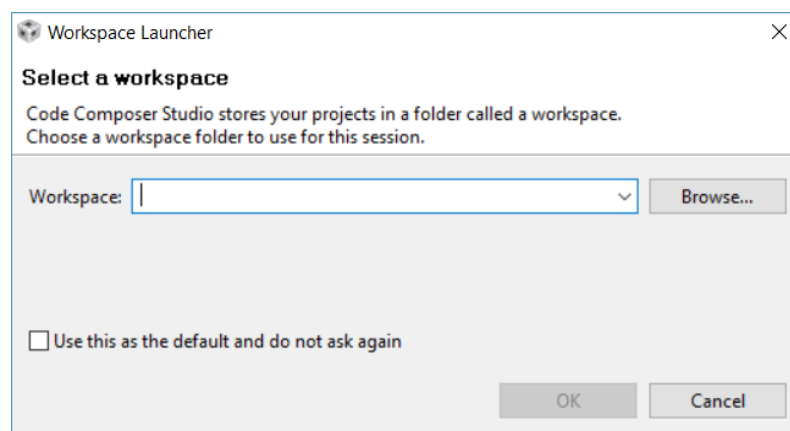 Workspace Launcher
Select a workspace
Code Composer Studio stores your projects in a folder called a workspace.
Choose a workspace folder to use for this session.
Workspace: Browse...
Use this as the default and do not ask again
OK Cancel